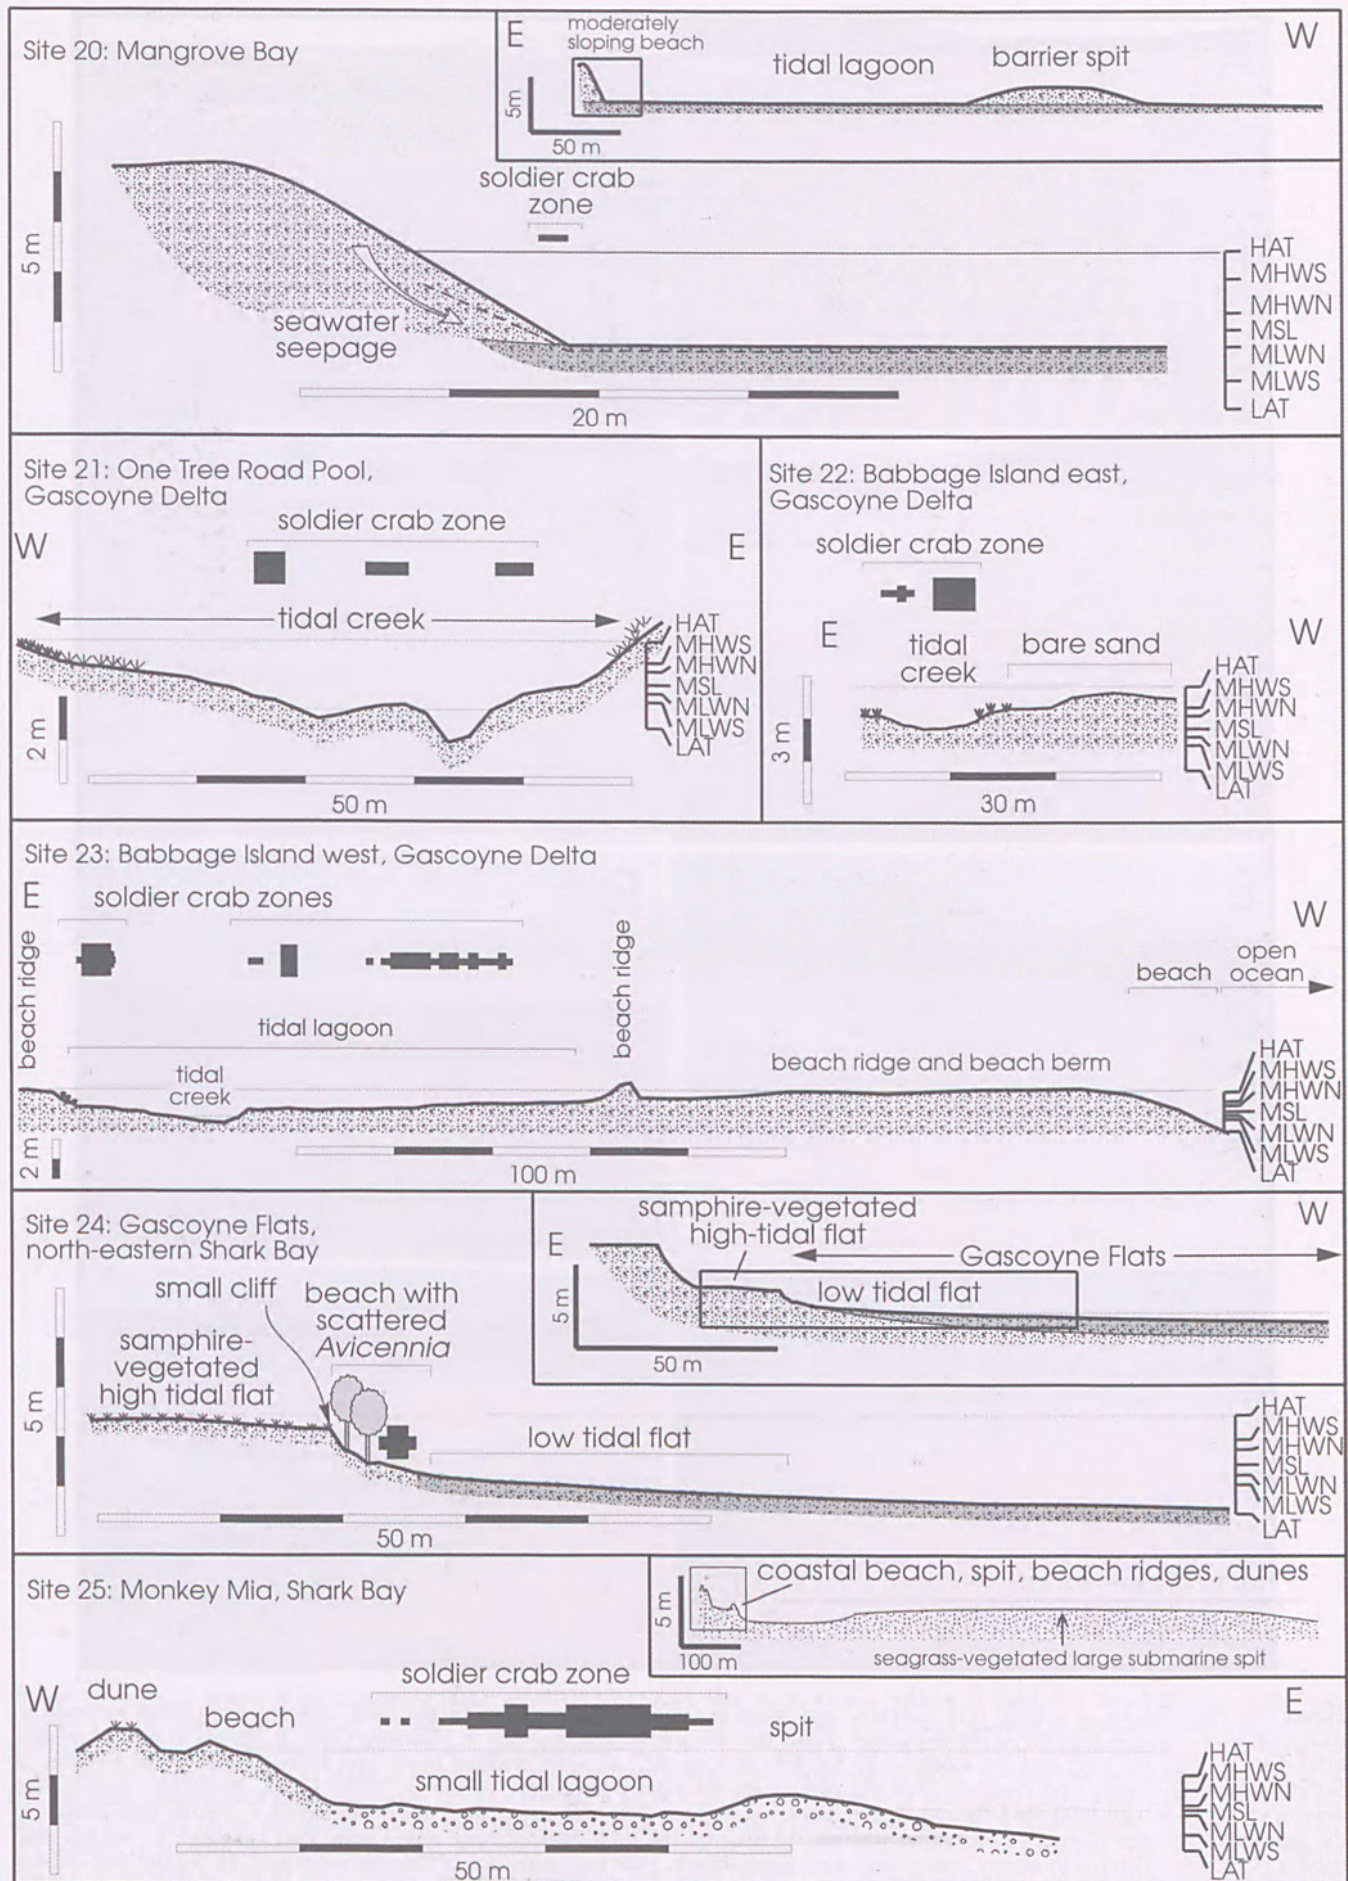 Site 20: Mangrove Bay
E
moderately
sloping beach
tidal lagoon
barrier spit
W
5m
50 m
soldier crab
zone
5 m
seawater
seepage
20 m
HAT
MHWS
MHWN
MSL
MLWN
MLWS
LAT
Site 21: One Tree Road Pool,
Gascoyne Delta
soldier crab zone
W
E
tidal creek
HAT
MHWS
MHWN
MSL
MLWN
MLWS
LAT
2 m
50 m
Site 22: Babbage Island east,
Gascoyne Delta
soldier crab zone
E
W
tidal
creek
bare sand
HAT
MHWS
MHWN
MSL
MLWN
MLWS
LAT
3 m
30 m
Site 23: Babbage Island west, Gascoyne Delta
E
soldier crab zones
W
beach ridge
beach ridge
beach
open
ocean
tidal lagoon
tidal
creek
beach ridge and beach berm
HAT
MHWS
MHWN
MSL
MLWN
MLWS
LAT
2 m
100 m
Site 24: Gascoyne Flats,
north-eastern Shark Bay
samphire-vegetated
high-tidal flat
E
W
Gascoyne Flats
low tidal flat
5 m
50 m
small cliff
beach with
scattered
Avicennia
samphire-
vegetated
high tidal flat
5 m
low tidal flat
HAT
MHWS
MHWN
MSL
MLWN
MLWS
LAT
50 m
Site 25: Monkey Mia, Shark Bay
coastal beach, spit, beach ridges, dunes
5 m
100 m
seagrass-vegetated large submarine spit
soldier crab zone
W
dune
beach
spit
E
small tidal lagoon
5 m
HAT
MHWS
MHWN
MSL
MLWN
MLWS
LAT
50 m